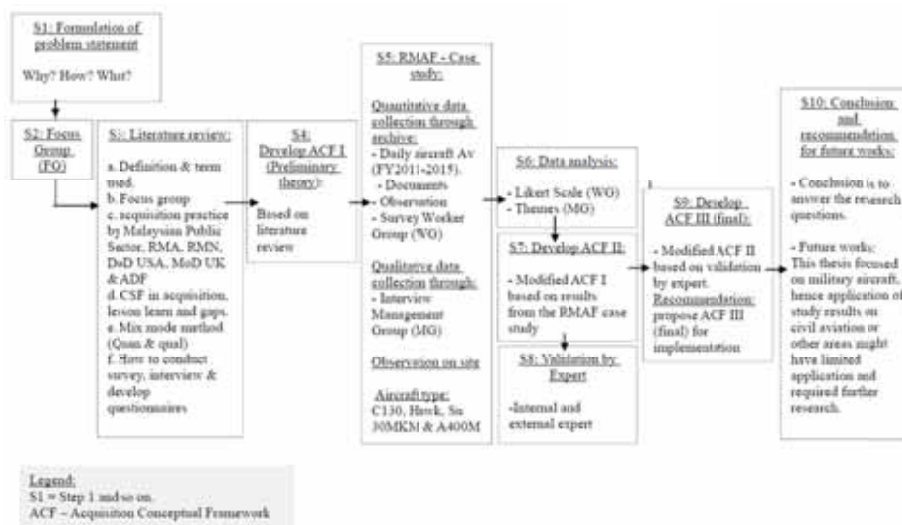 S1: Formulation of
problem statement
Why? How? What?
S2: Focus
Group
(FG)
S3: Literature review:
a. Definition & term
used.
b. Focus group
c. acquisition practice
by Malaysian Public
Sector, RMA, RMN,
DoD USA, MoD UK
& ADF
d. CSF in acquisition,
lesson learn and gaps.
e. Mix mode method
(Quan & qual)
f. How to conduct
survey, interview &
develop
questionnaires
S4:
Develop ACF I
(Preliminary
theory):
Based on
literature
review
S5: RMAF - Case
study:
Quantitative data
collection through
archive:
- Daily aircraft Av
(FY2011-2015).
- Documents
- Observation
- Survey Worker
Group (WG)
Qualitative data
collection through:
- Interview
Management
Group (MG)
Observation on site
Aircraft type:
C130, Hawk, Su
30MKM & A400M
S6: Data analysis:
- Likert Scale (WG)
- Themes (MG)
S7: Develop ACF II:
- Modified ACF I
based on results
from the RMAF case
study
S8: Validation by
Expert
-Internal and
external expert
S9: Develop
ACF III (final):
- Modified ACF II
based on validation
by expert.
Recommendation:
propose ACF III
(final) for
implementation
S10: Conclusion
and
recommendation
for future works:
- Conclusion is to
answer the research
questions.
- Future works:
This thesis focused
on military aircraft,
hence application of
study results on
civil aviation or
other areas might
have limited
application and
required further
research.
Legend:
S1 = Step 1 and so on.
ACF – Acquisition Conceptual Framework